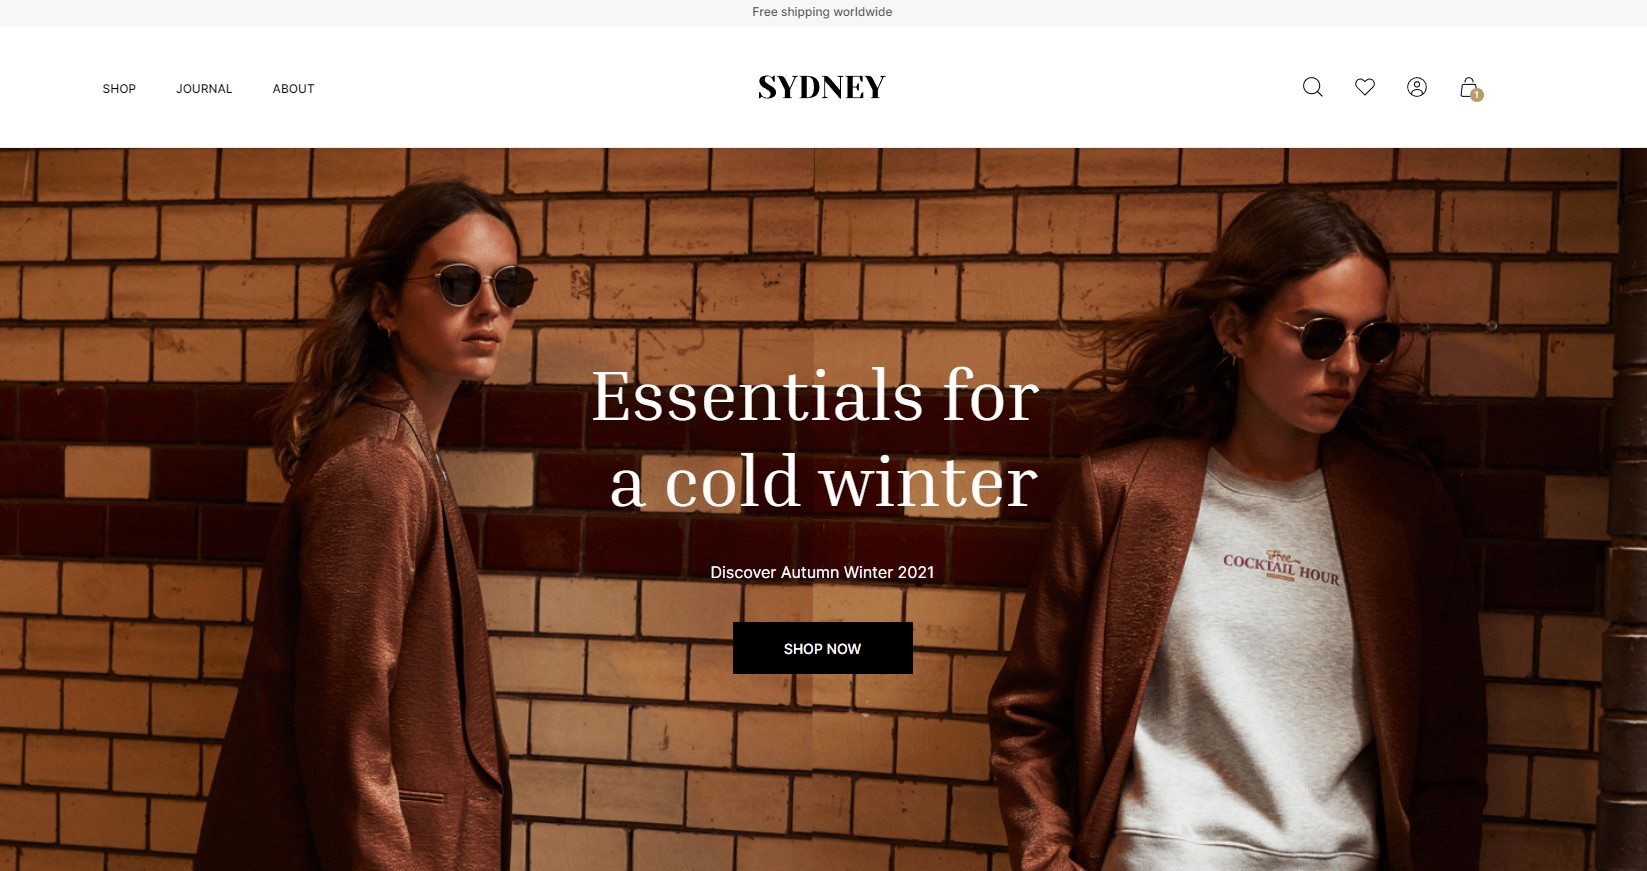 Free shipping worldwide
SHOP JOURNAL ABOUT
SYDNEY
1
Essentials for
a cold winter
Discover Autumn Winter 2021
SHOP NOW
Free
COCKTAIL HOUR